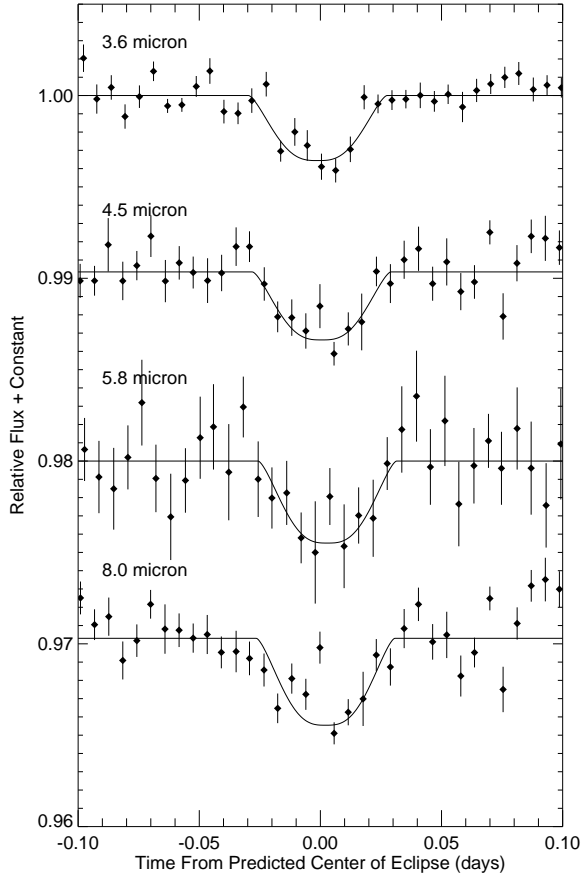 1.00
3.6 micron
0.99
4.5 micron
5.8 micron
0.98
8.0 micron
0.97
0.96
-0.10
-0.05
0.00
0.05
0.10
Time From Predicted Center of Eclipse (days)
Relative Flux + Constant